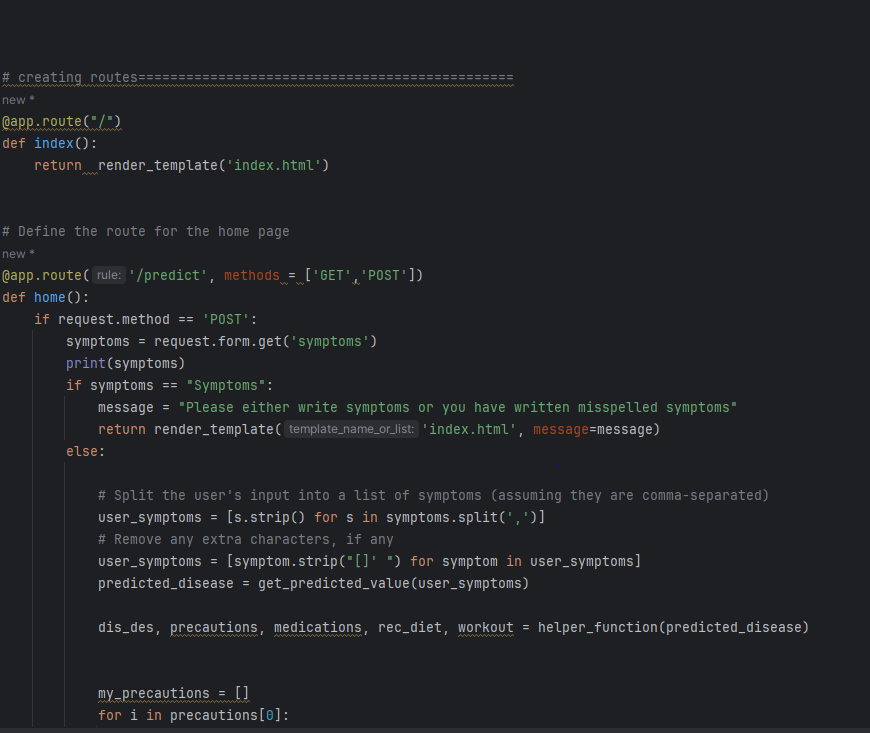 # creating routes===============================================
new *
@app.route("/")
def index():
    return  render_template('index.html')
# Define the route for the home page
new *
@app.route( rule: '/predict', methods = ['GET','POST'])
def home():
    if request.method == 'POST':
        symptoms = request.form.get('symptoms')
        print(symptoms)
        if symptoms == "Symptoms":
            message = "Please either write symptoms or you have written misspelled symptoms"
            return render_template( template_name_or_list: 'index.html', message=message)
        else:
            # Split the user's input into a list of symptoms (assuming they are comma-separated)
            user_symptoms = [s.strip() for s in symptoms.split(',')]
            # Remove any extra characters, if any
            user_symptoms = [symptom.strip("[]' ") for symptom in user_symptoms]
            predicted_disease = get_predicted_value(user_symptoms)
            dis_des, precautions, medications, rec_diet, workout = helper_function(predicted_disease)
            my_precautions = []
            for i in precautions[0]: